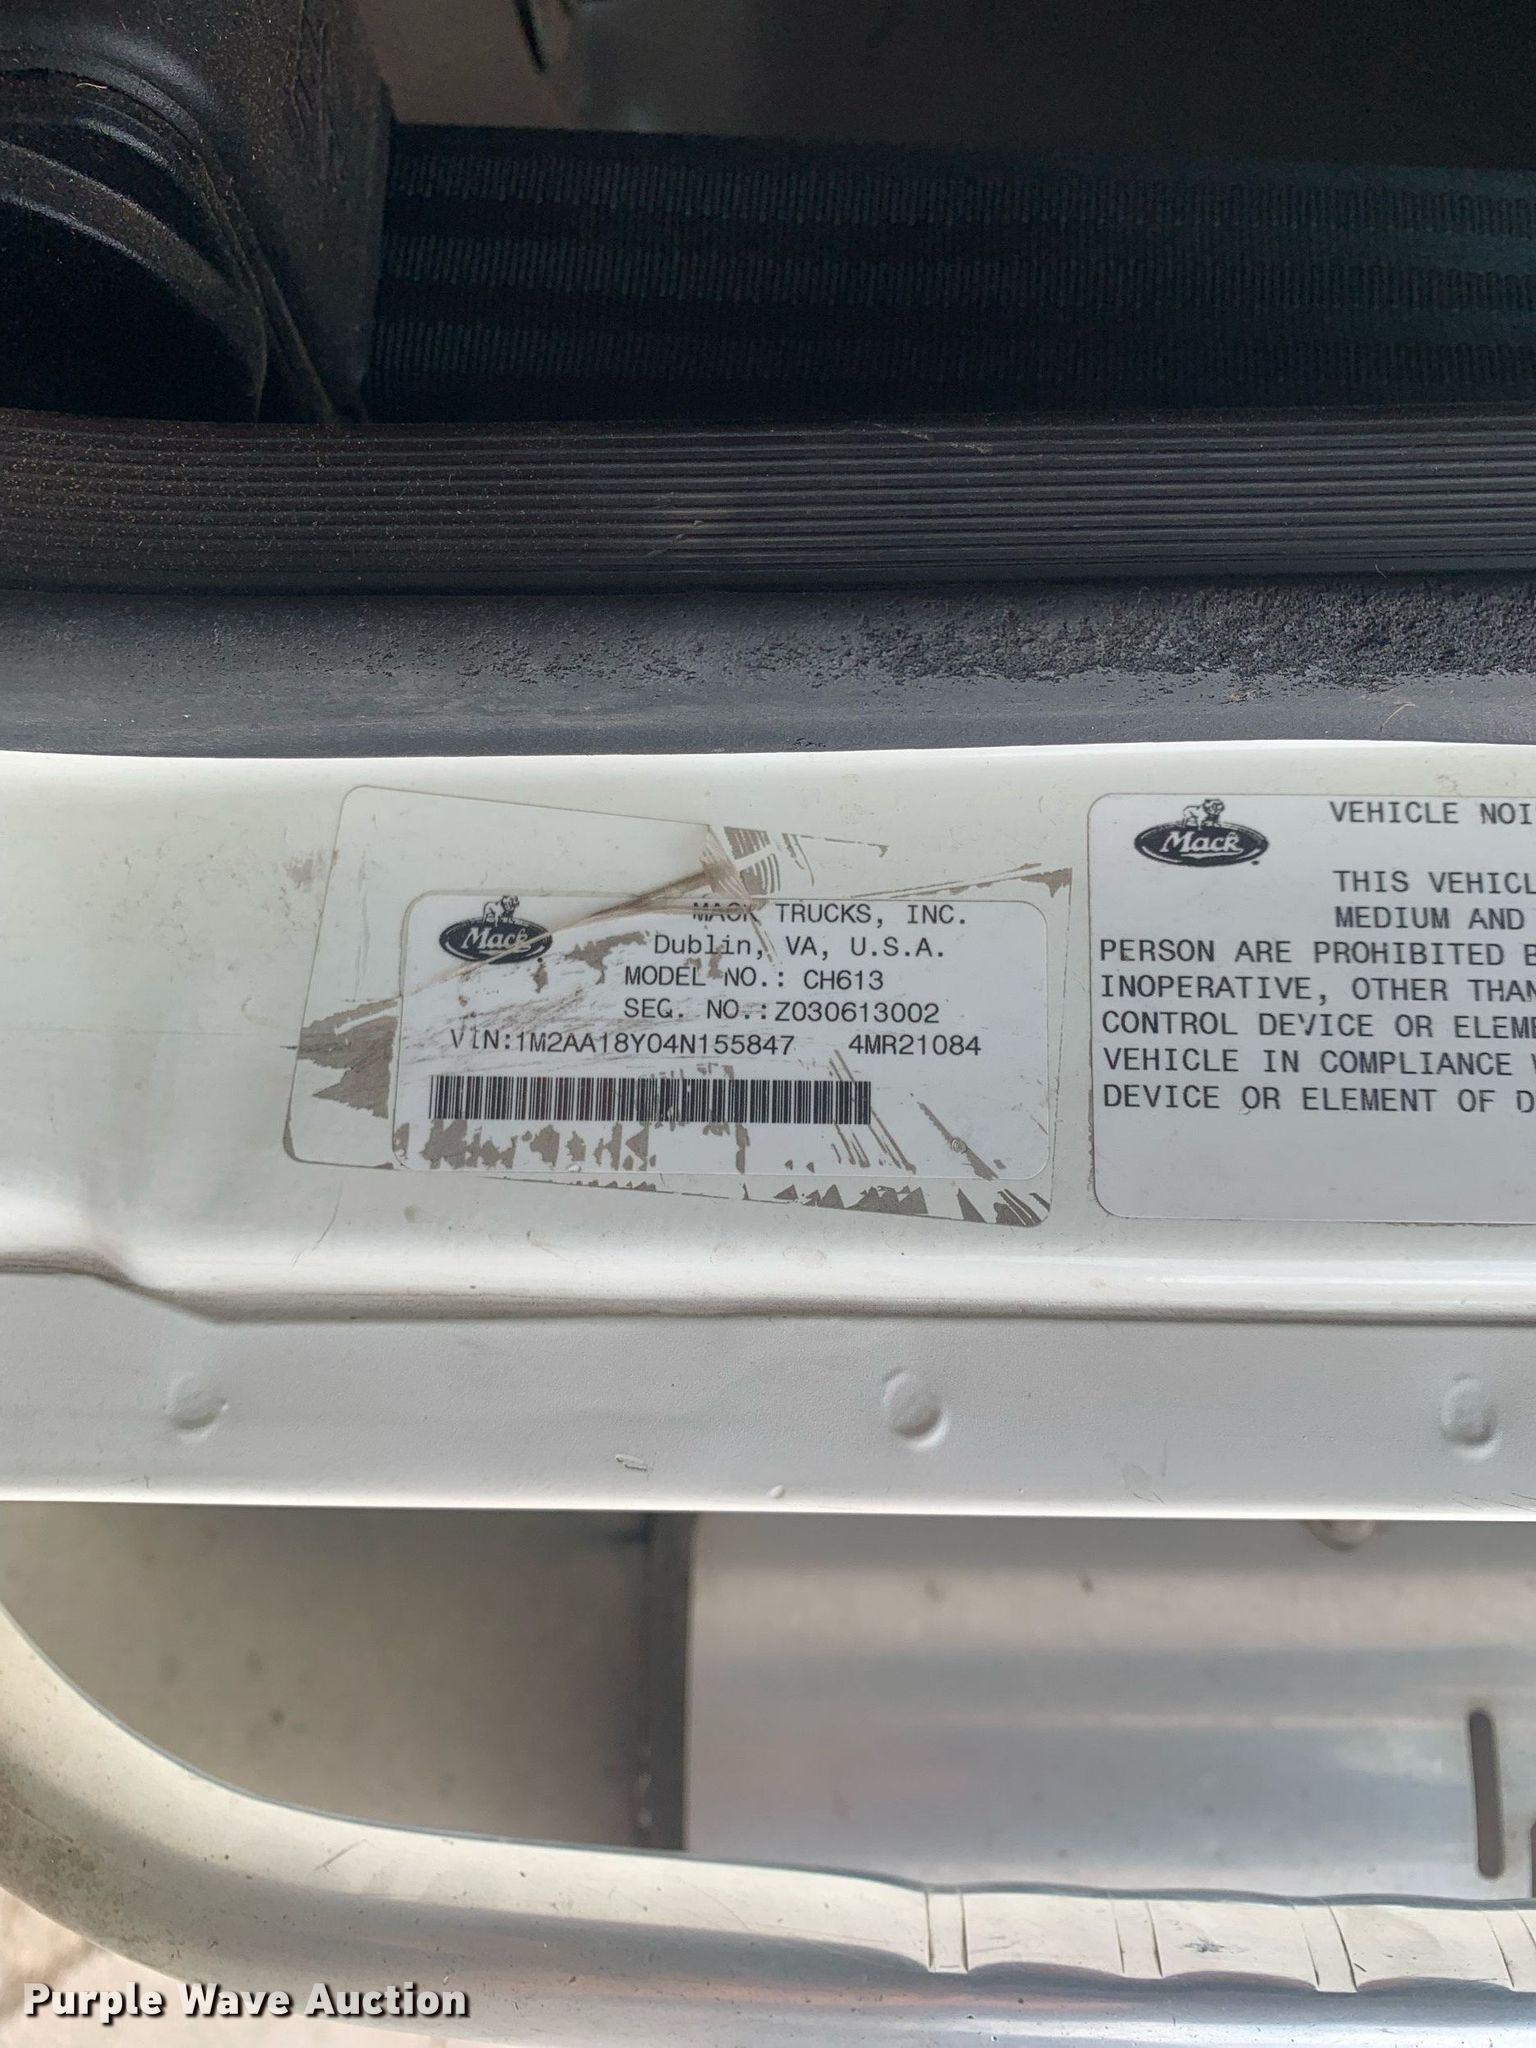 Mack
MACK TRUCKS, INC.
Dublin, VA, U.S.A.
MODEL NO.: CH613
SEG. NO.:Z030613002
VIN:1M2AA18Y04N155847 4MR21084
Mack
VEHICLE NOI
THIS VEHICL
MEDIUM AND
PERSON ARE PROHIBITED B
INOPERATIVE, OTHER THAN
CONTROL DEVICE OR ELEME
VEHICLE IN COMPLIANCE W
DEVICE OR ELEMENT OF D
Purple Wave Auction